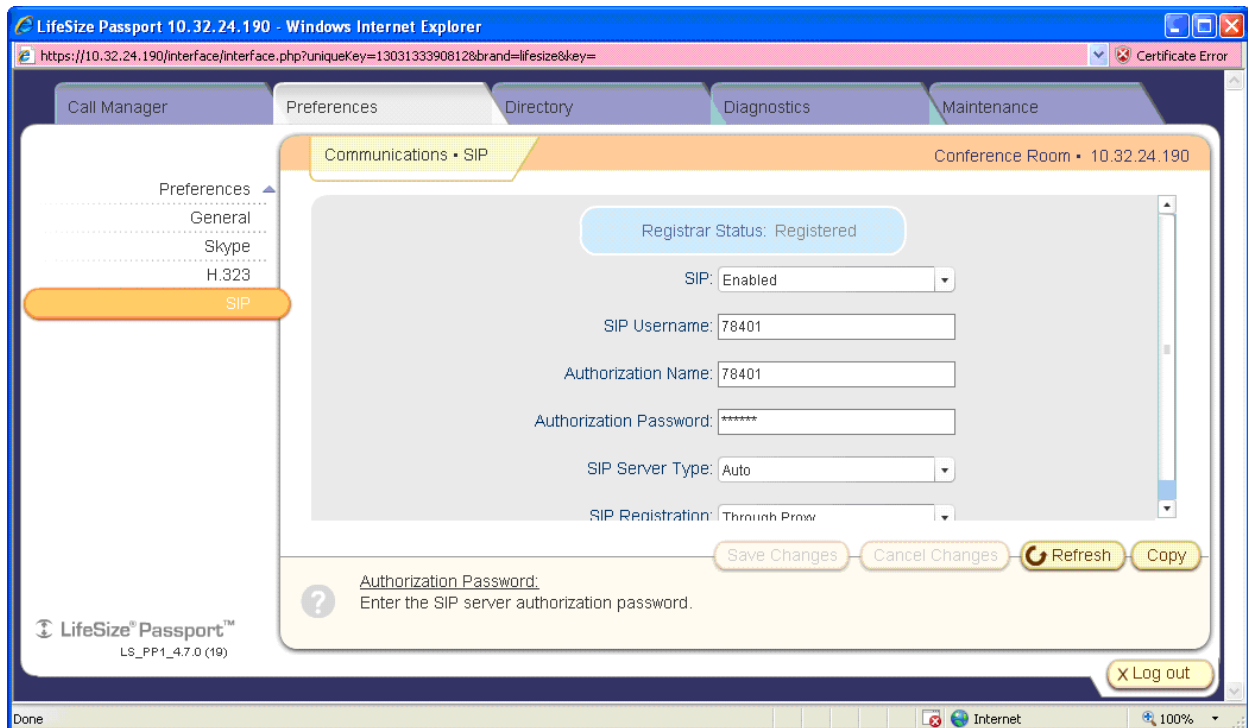 LifeSize Passport 10.32.24.190 - Windows Internet Explorer
https://10.32.24.190/interface/interface.php?uniqueKey=1303133390812&brand=lifesize&key=
Certificate Error
Call Manager
Preferences
Directory
Diagnostics
Maintenance
Communications • SIP
Conference Room • 10.32.24.190
Preferences
General
Skype
H.323
SIP
Registrar Status: Registered
SIP: Enabled
SIP Username: 78401
Authorization Name: 78401
Authorization Password: ******
SIP Server Type: Auto
SIP Registration: Through Proxy
Save Changes
Cancel Changes
Refresh
Copy
?
Authorization Password:
Enter the SIP server authorization password.
LifeSize® Passport™
LS_PP1_4.7.0 (19)
X Log out
Done
Internet
100%